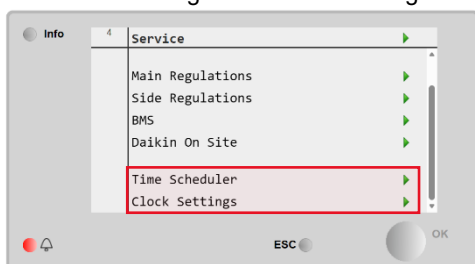 Info
4 Service
Main Regulations
Side Regulations
BMS
Daikin On Site
Time Scheduler
Clock Settings
ESC
OK